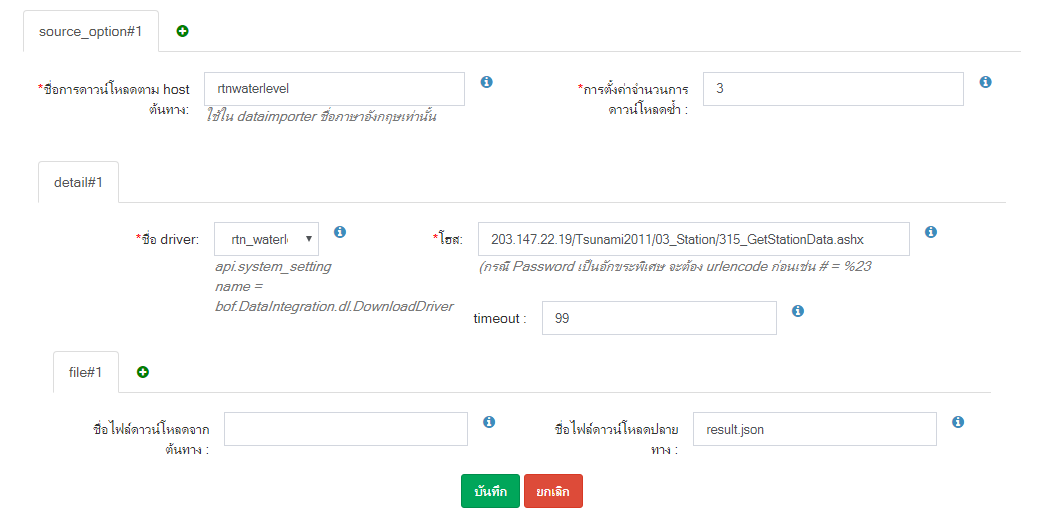 source_option#1
*ชื่อการดาวน์โหลดตาม host ต้นทาง:
rtnwaterlevel
ใช้ใน dataimporter ชื่อภาษาอังกฤษเท่านั้น
*การตั้งค่าจำนวนการ ดาวน์โหลดซ้ำ :
3
detail#1
*ชื่อ driver:
rtn_waterl
api.system_setting
name =
bof.DataIntegration.dl.DownloadDriver
*โฮส:
203.147.22.19/Tsunami2011/03_Station/315_GetStationData.ashx
(กรณี Password เป็นอักขระพิเศษ จะต้อง urlencode ก่อนเช่น # = %23
timeout :
99
file#1
ชื่อไฟล์ดาวน์โหลดจาก ต้นทาง :
ชื่อไฟล์ดาวน์โหลดปลาย ทาง :
result.json
บันทึก
ยกเลิก